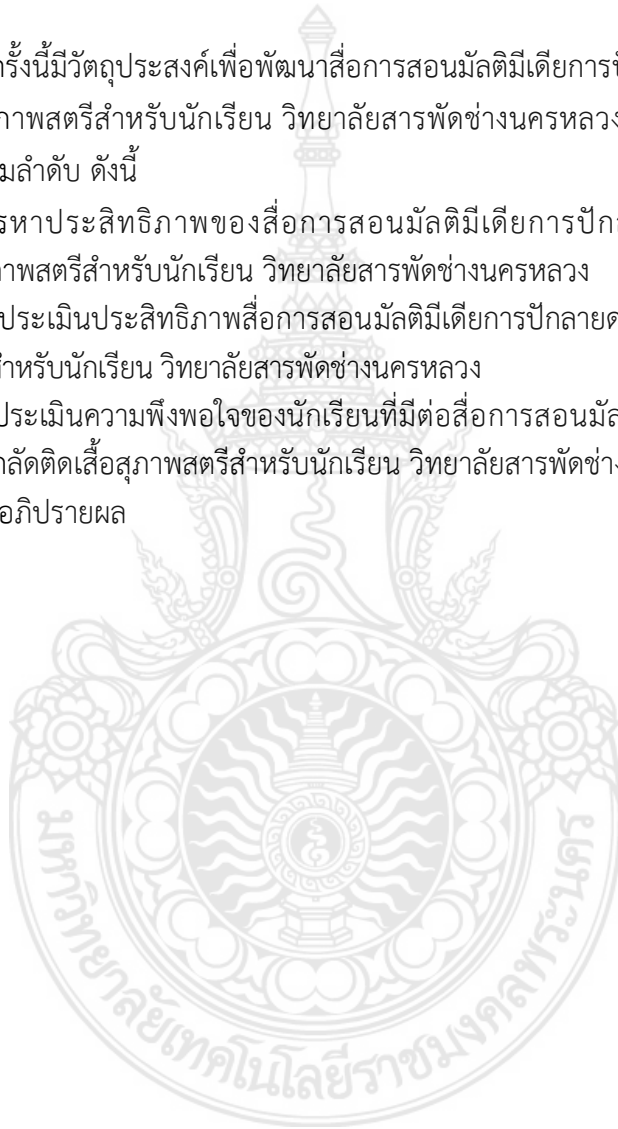 รั้งนี้มีวัตถุประสงค์เพื่อพัฒนาสื่อการสอนมัลติมีเดียการป
ภาพสตรีสำหรับนักเรียน วิทยาลัยสารพัดช่างนครหลวง
มลำดับ ดังนี้
รหาประสิทธิภาพของสื่อการสอนมัลติมีเดียการปัก
าพสตรีสำหรับนักเรียน วิทยาลัยสารพัดช่างนครหลวง
ประเมินประสิทธิภาพสื่อการสอนมัลติมีเดียการปักลายด
สำหรับนักเรียน วิทยาลัยสารพัดช่างนครหลวง
ประเมินความพึงพอใจของนักเรียนที่มีต่อสื่อการสอนมัล
กลัดติดเสื้อสุภาพสตรีสำหรับนักเรียน วิทยาลัยสารพัดช่าง
อภิปรายผล
มหาวิทยาลัยเทคโนโลยีราชมงคลพระนคร